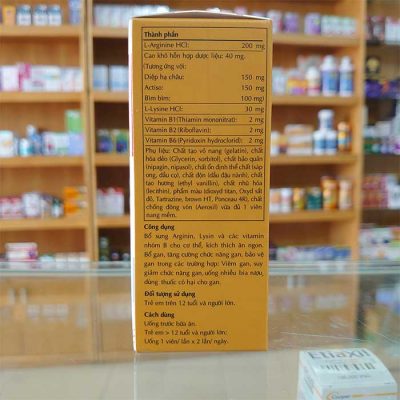 Thành phần
L-Arginine HCl: 200 mg
Cao khô hỗn hợp dược liệu: 40 mg.
(Tương ứng với:
Diệp hạ châu: 150 mg
Actiso: 150 mg
Bìm bìm: 100 mg)
L-Lysine HCl: 30 mg
Vitamin B1(Thiamin mononitrat): 2 mg
Vitamin B2(Riboflavin): 2 mg
Vitamin B6(Pyridoxin hydroclorid): 2 mg
Phụ liệu: Chất tạo vỏ nang (gelatin), chất
hóa dẻo (Glycerin, sorbitol), chất bảo quản
(nipagin, nipasol), chất ổn định thể chất (sáp
ong, dầu cọ), chất độn (dầu đậu nành), chất
tạo hương (ethyl vanillin), chất nhũ hóa
(lecithin), phẩm màu (dioxyd titan, Oxyd sắt
đỏ, Tartrazine, brown HT, Ponceau 4R), chất
chống đông vón (Aerosil) vừa đủ 1 viên
nang mềm.
Công dụng
Bổ sung Arginin, Lysin và các vitamin
nhóm B cho cơ thể, kích thích ăn ngon.
Bổ gan, tăng cường chức năng gan, bảo vệ
gan trong các trường hợp: Viêm gan, suy
giảm chức năng gan, uống nhiều bia rượu,
dùng thuốc có hại cho gan.
Đối tượng sử dụng
Trẻ em trên 12 tuổi và người lớn.
Cách dùng
Uống trước bữa ăn.
Trẻ em > 12 tuổi và người lớn:
Uống 1 viên/ lần x 2 lần/ ngày.
Etiaxil